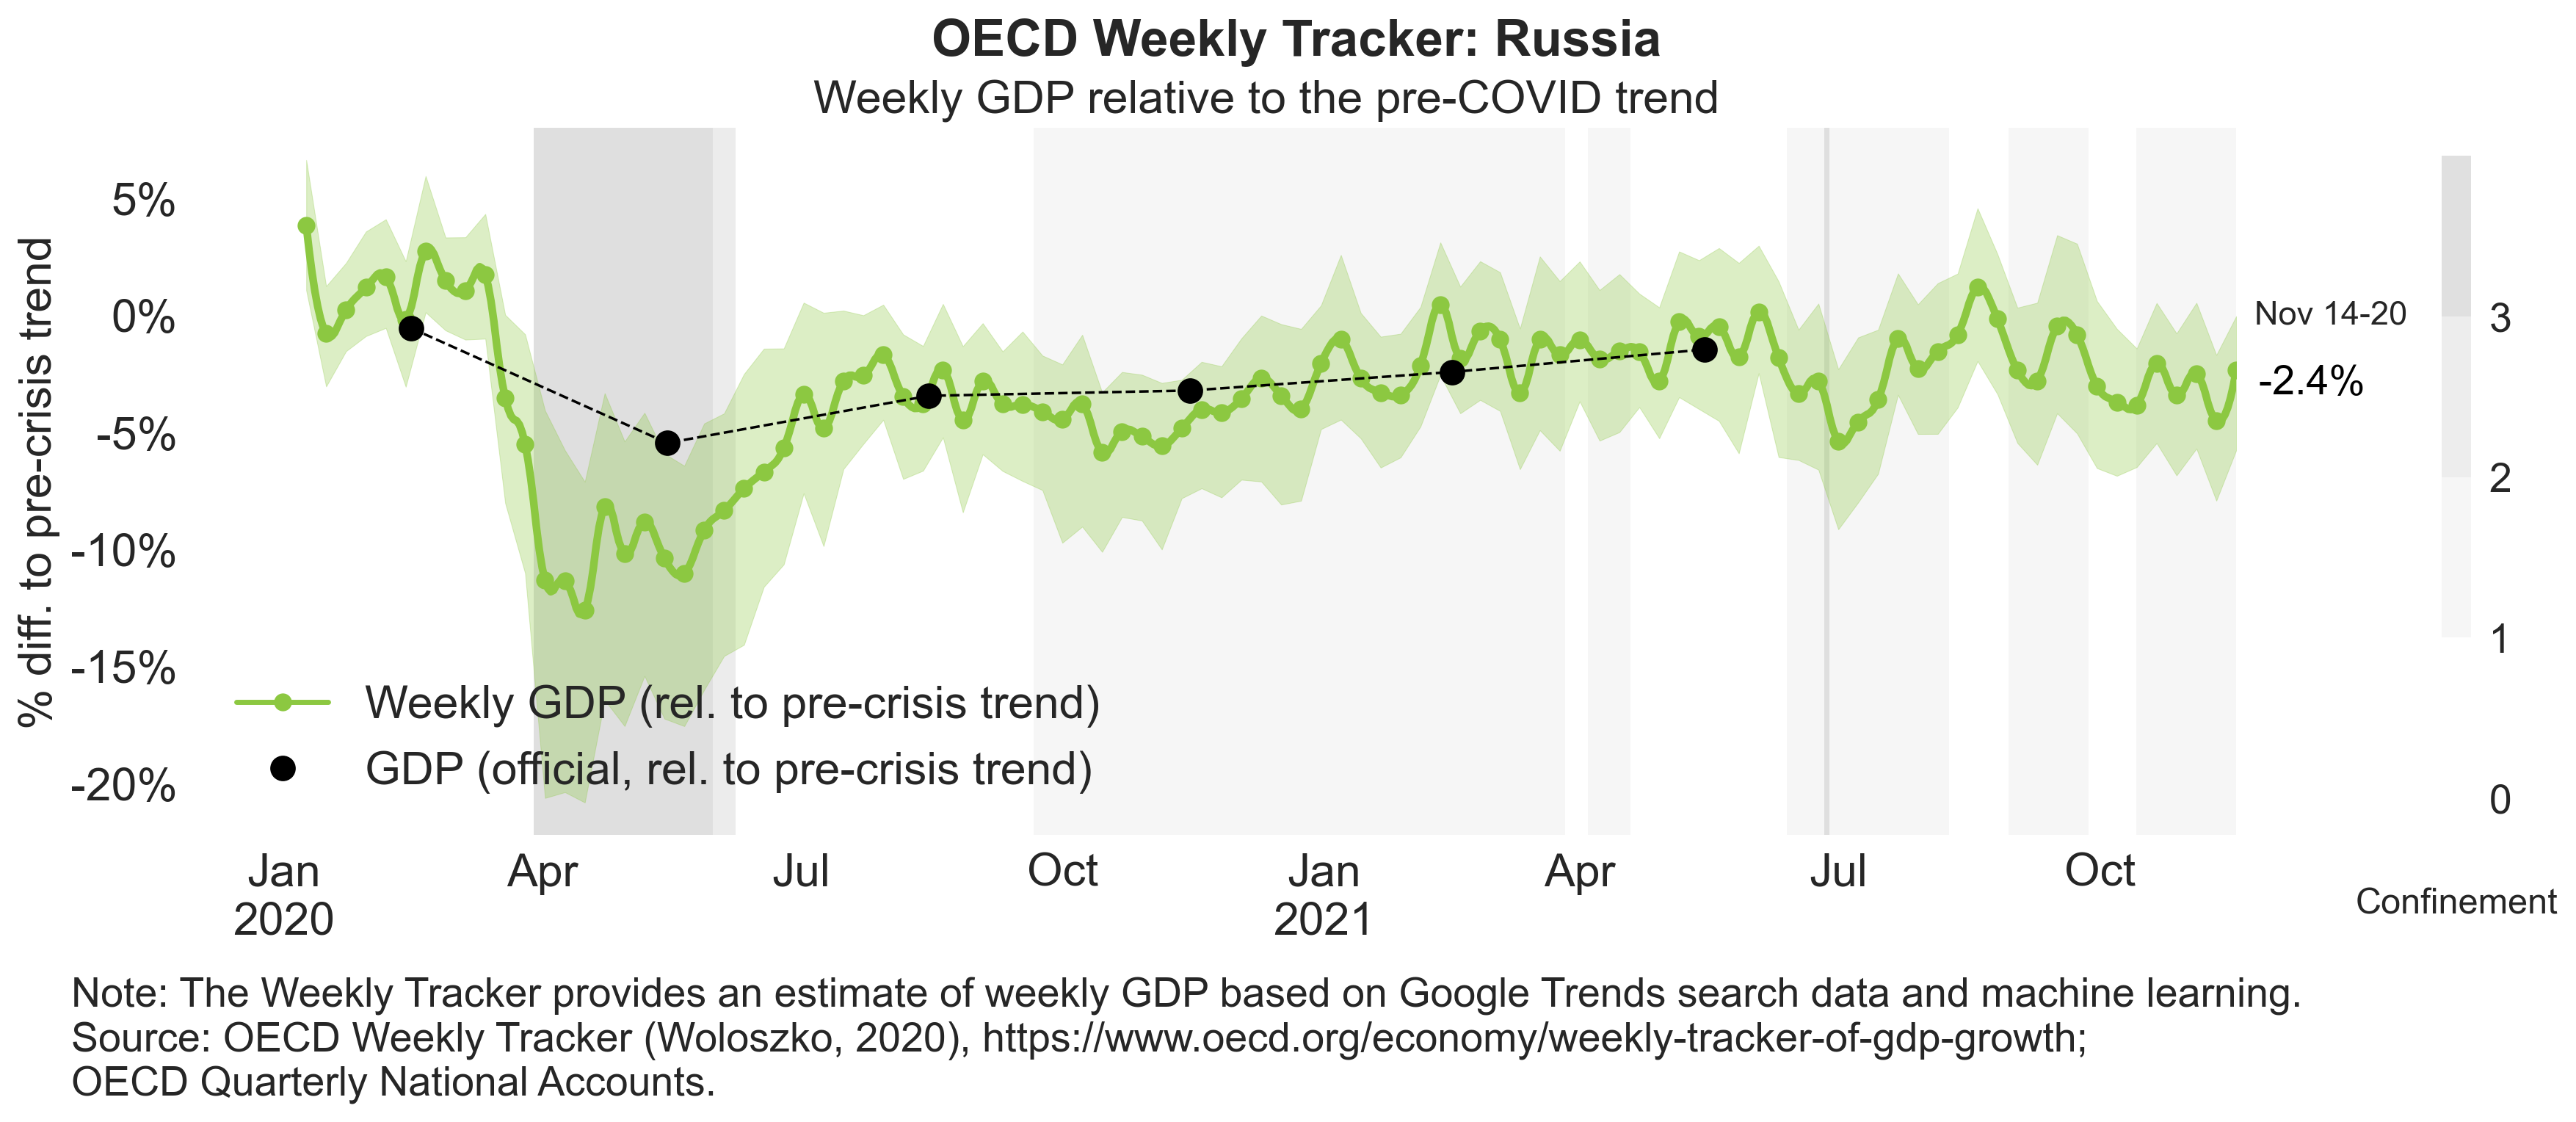 OECD Weekly Tracker: Russia
Weekly GDP relative to the pre-COVID trend
% diff. to pre-crisis trend
5%
0%
-5%
-10%
-15%
-20%
Weekly GDP (rel. to pre-crisis trend)
GDP (official, rel. to pre-crisis trend)
Nov 14-20
-2.4%
3
2
1
0
Confinement
Jan Apr Jul Oct Jan Apr Jul Oct
2020 2021
Note: The Weekly Tracker provides an estimate of weekly GDP based on Google Trends search data and machine learning.
Source: OECD Weekly Tracker (Woloszko, 2020), https://www.oecd.org/economy/weekly-tracker-of-gdp-growth;
OECD Quarterly National Accounts.